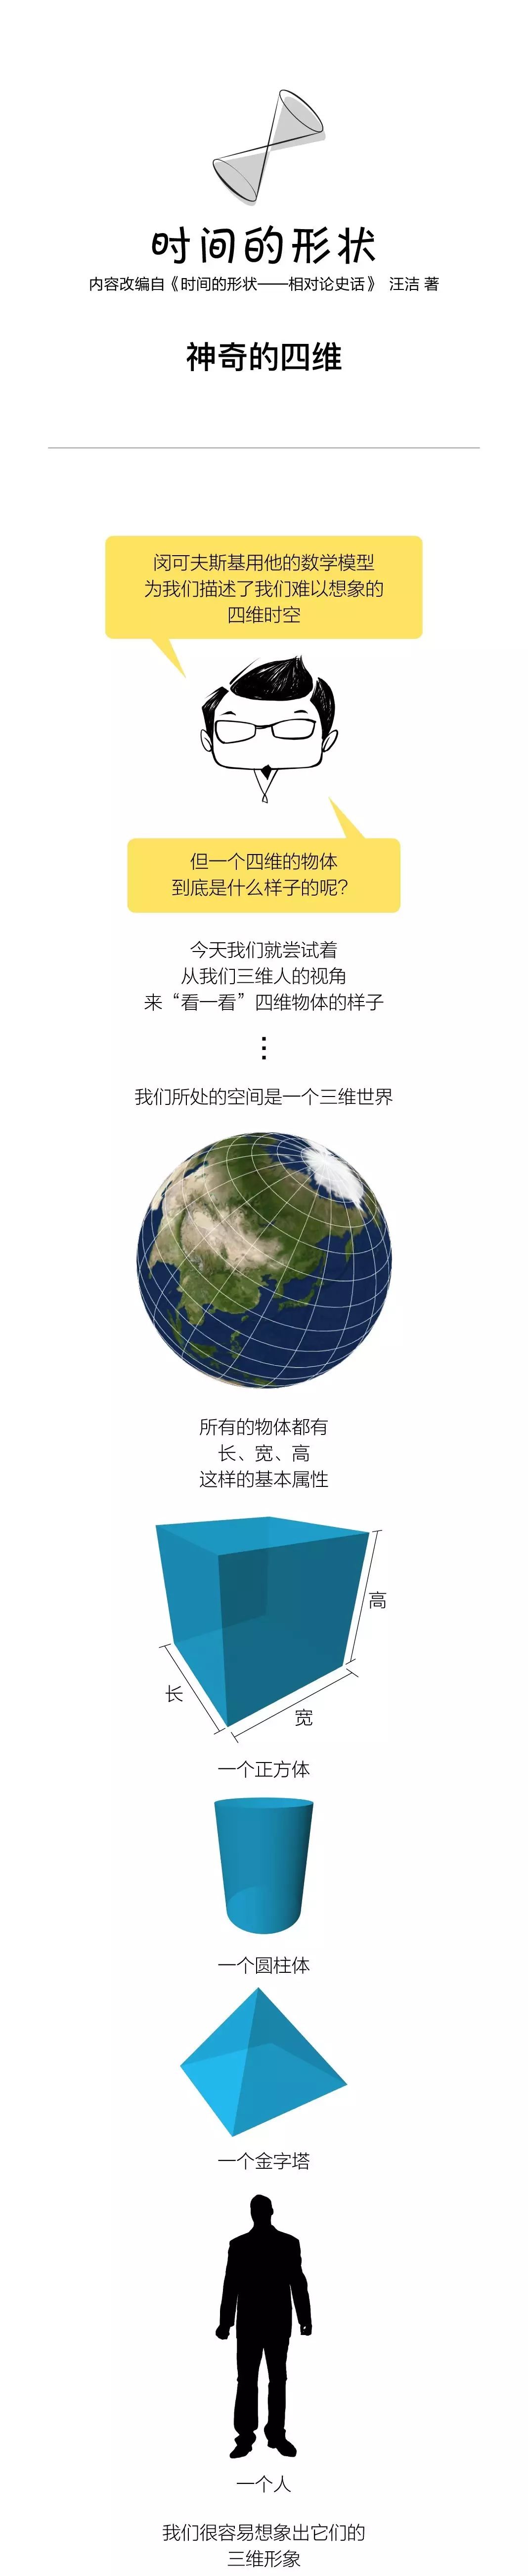 时间的形状
内容改编自《时间的形状——相对论史话》 汪洁 著
神奇的四维
闵可夫斯基用他的数学模型
为我们描述了我们难以想象的
四维时空
但一个四维的物体
到底是什么样子的呢？
今天我们就尝试着
从我们三维人的视角
来“看一看”四维物体的样子
我们所处的空间是一个三维世界
所有的物体都有
长、宽、高
这样的基本属性
高
长
宽
一个正方体
一个圆柱体
一个金字塔
一个人
我们很容易想象出它们的
三维形象